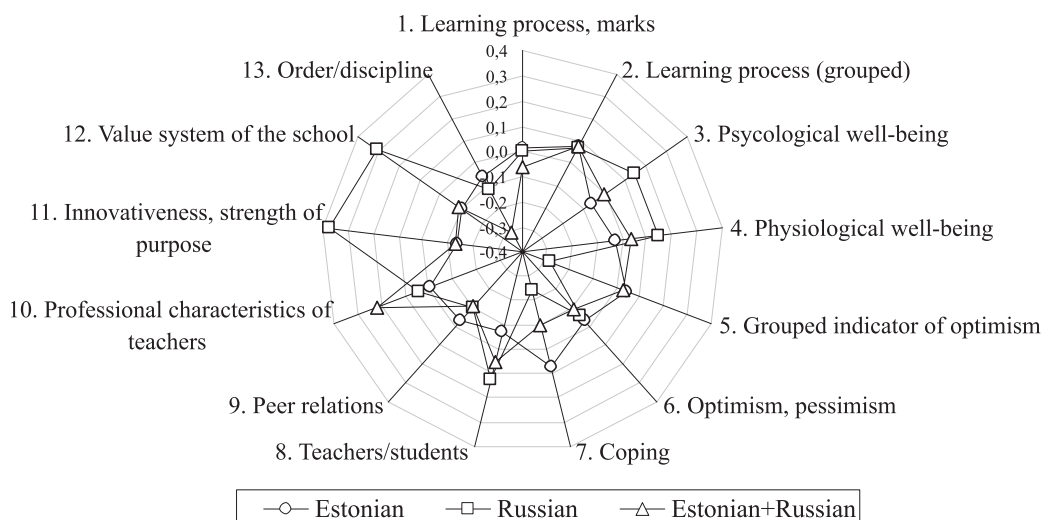 1. Learning process, marks
0,4
0,3
0,2
0,1
0,0
-0,1
-0,2
-0,3
-0,4
2. Learning process (grouped)
3. Psycological well-being
4. Physiological well-being
5. Grouped indicator of optimism
6. Optimism, pessimism
7. Coping
8. Teachers/students
9. Peer relations
10. Professional characteristics of
teachers
11. Innovativeness, strength of
purpose
12. Value system of the school
13. Order/discipline
Estonian
Russian
Estonian+Russian